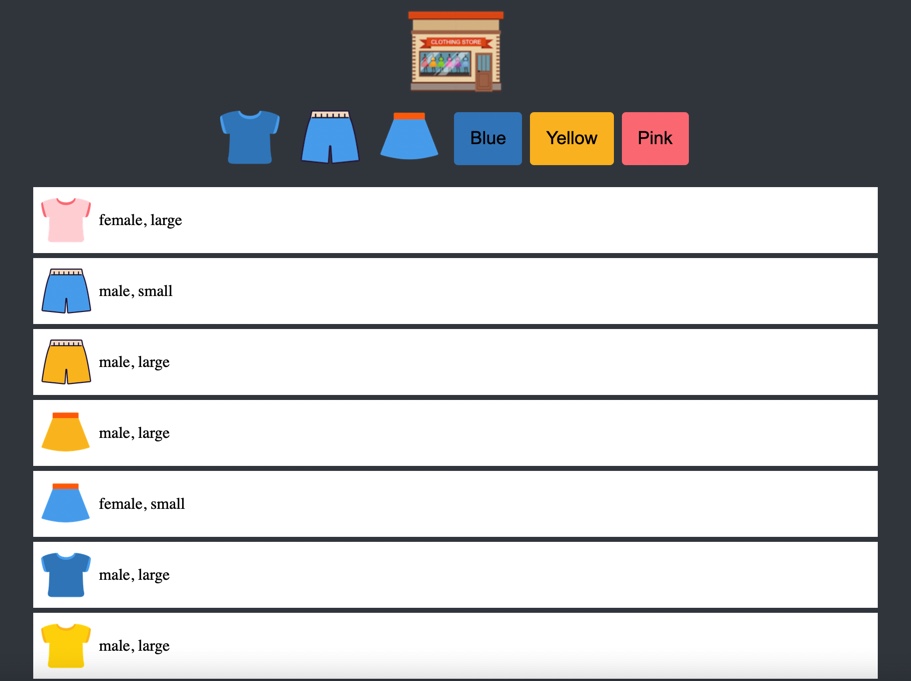 CLOTHING STORE
Blue
Yellow
Pink
female, large
male, small
male, large
male, large
female, small
male, large
male, large